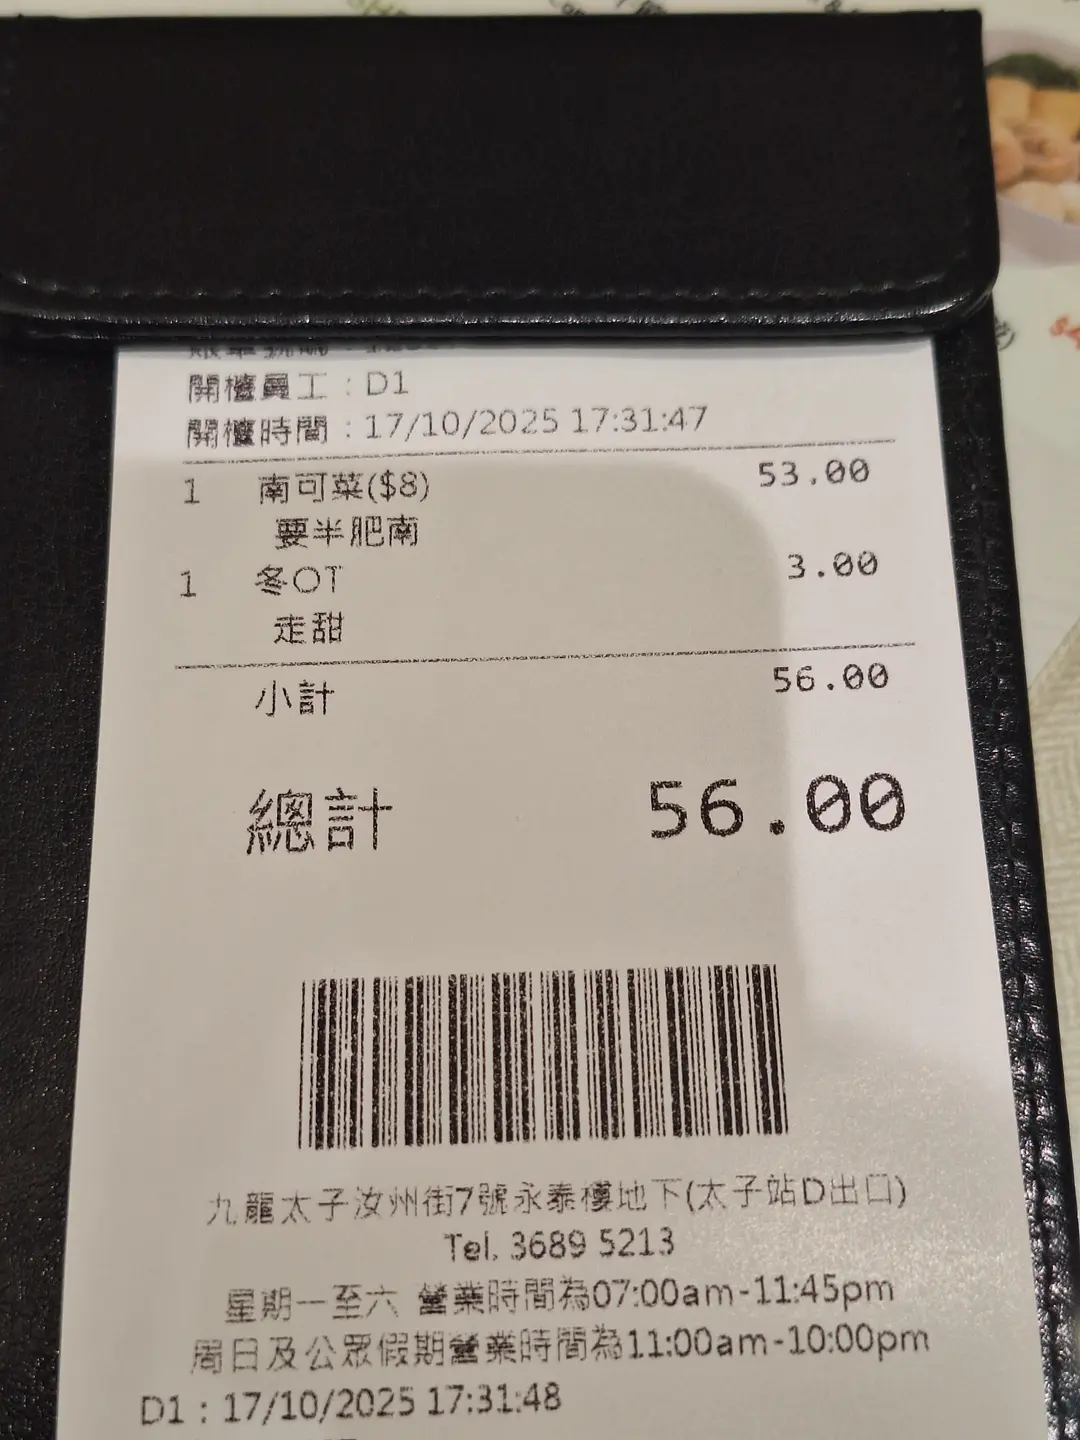 開檯員工 : D1
開檯時間 : 17/10/2025 17:31:47
1 南可菜($8) 53.00
要半肥南
1 冬OT 3.00
走甜
小計 56.00
總計 56.00
九龍太子汝州街7號永泰樓地下(太子站D出口)
Tel. 3689 5213
星期一至六 營業時間為07:00am-11:45pm
周日及公眾假期營業時間為11:00am-10:00pm
D1 : 17/10/2025 17:31:48